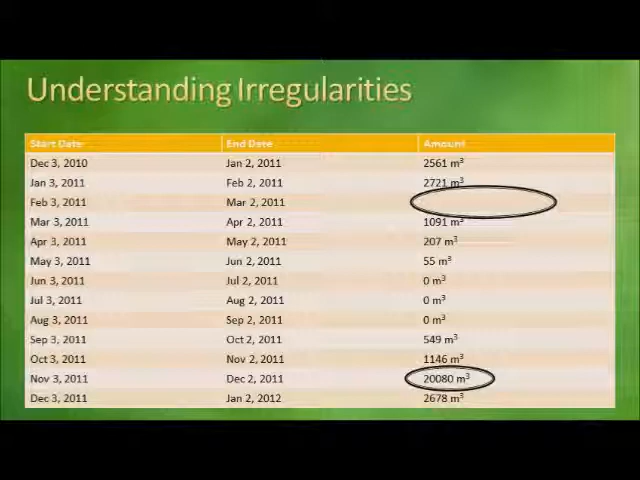 Understanding Irregularities
Start Date End Date Amount
Dec 3, 2010 Jan 2, 2011 2561 m³
Jan 3, 2011 Feb 2, 2011 2721 m³
Feb 3, 2011 Mar 2, 2011
Mar 3, 2011 Apr 2, 2011 1091 m³
Apr 3, 2011 May 2, 2011 207 m³
May 3, 2011 Jun 2, 2011 55 m³
Jun 3, 2011 Jul 2, 2011 0 m³
Jul 3, 2011 Aug 2, 2011 0 m³
Aug 3, 2011 Sep 2, 2011 0 m³
Sep 3, 2011 Oct 2, 2011 549 m³
Oct 3, 2011 Nov 2, 2011 1146 m³
Nov 3, 2011 Dec 2, 2011 20080 m³
Dec 3, 2011 Jan 2, 2012 2678 m³